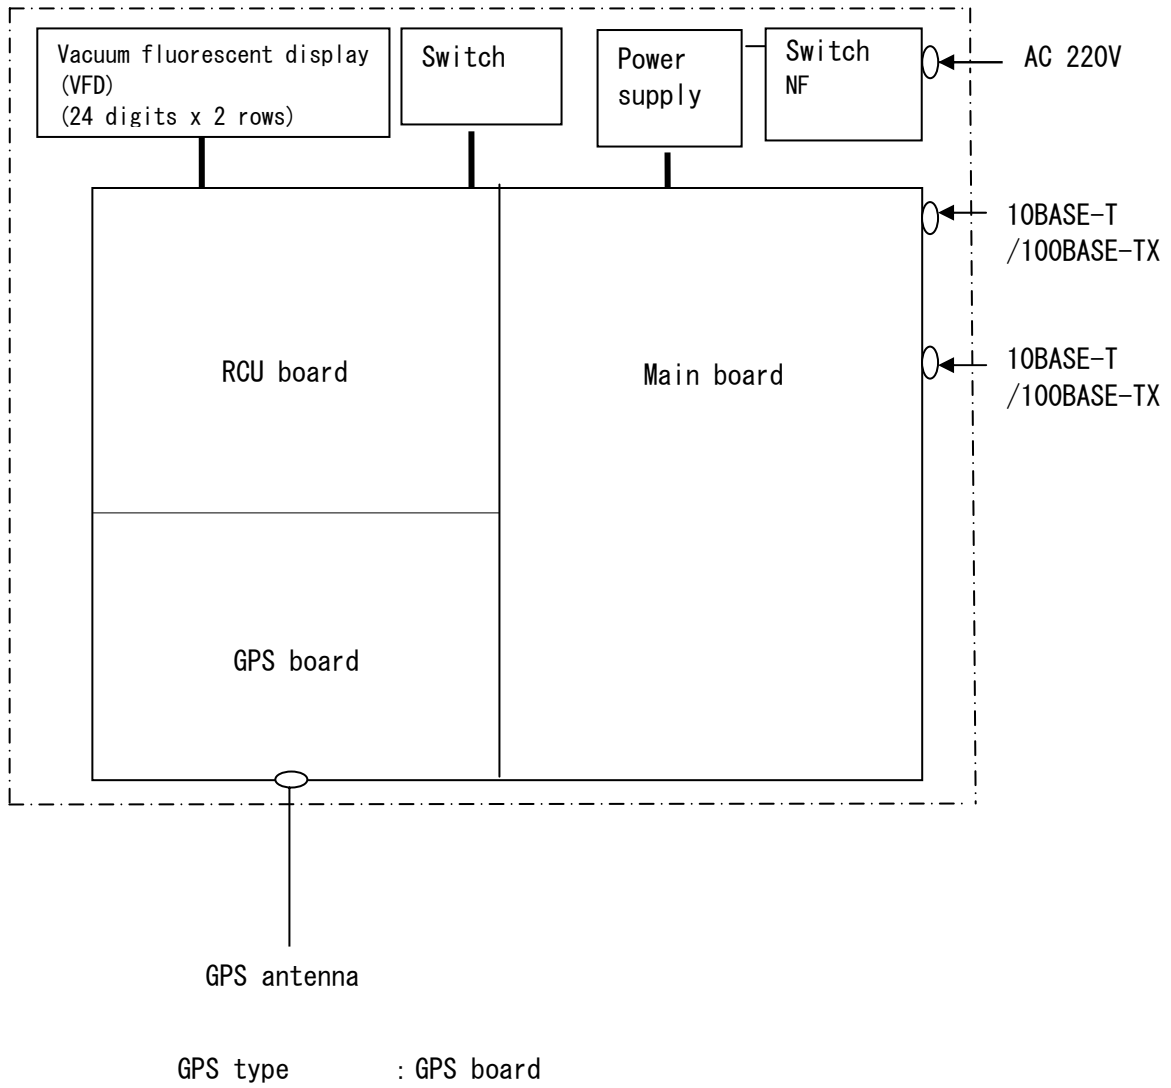 Vacuum fluorescent display
(VFD)
(24 digits x 2 rows)
Switch
Power
supply
Switch
NF
AC 220V
10BASE-T
/100BASE-TX
10BASE-T
/100BASE-TX
RCU board
Main board
GPS board
GPS antenna
GPS type : GPS board